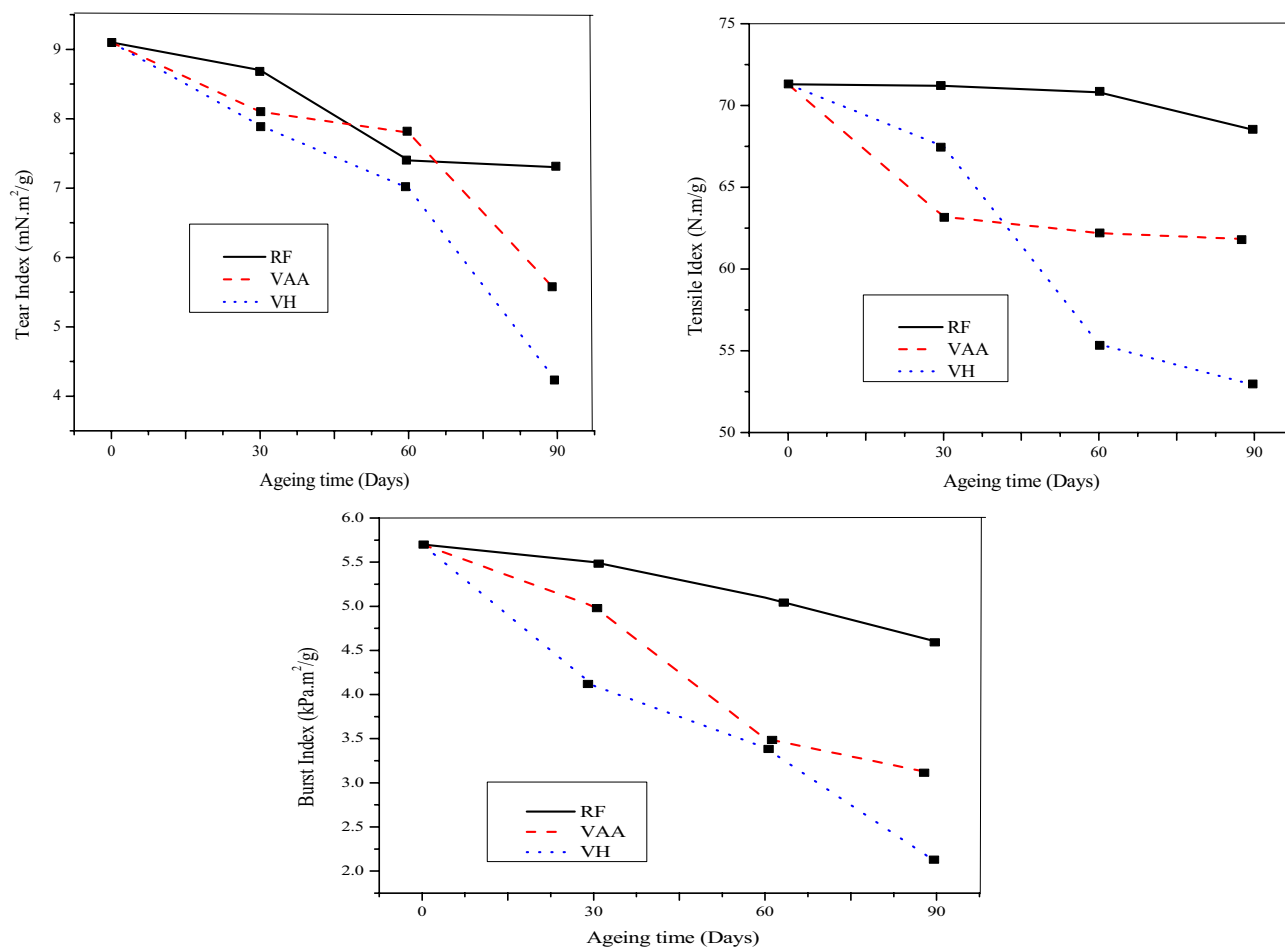 9
8
7
6
5
4
Tear Index (mN.m²/g)
RF
VAA
VH
0 30 60 90
Ageing time (Days)
75
70
65
60
55
50
Tensile Idex (N.m/g)
RF
VAA
VH
0 30 60 90
Ageing time (Days)
6.0
5.5
5.0
4.5
4.0
3.5
3.0
2.5
2.0
Burst Index (kPa.m²/g)
RF
VAA
VH
0 30 60 90
Ageing time (Days)